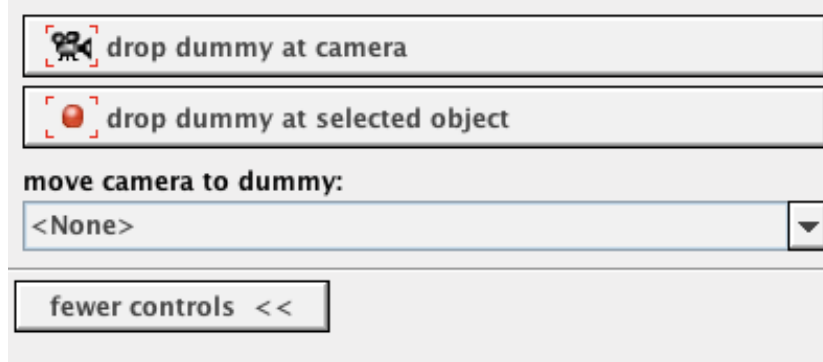 drop dummy at camera
drop dummy at selected object
move camera to dummy:
<None>
fewer controls <<